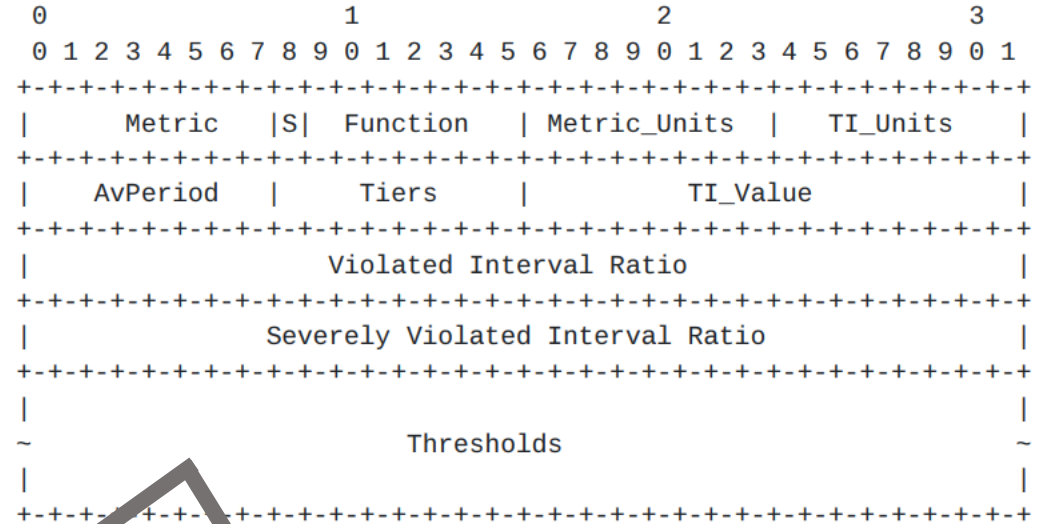 0                   1                   2                   3
 0 1 2 3 4 5 6 7 8 9 0 1 2 3 4 5 6 7 8 9 0 1 2 3 4 5 6 7 8 9 0 1
+-+-+-+-+-+-+-+-+-+-+-+-+-+-+-+-+-+-+-+-+-+-+-+-+-+-+-+-+-+-+-+-+
|      Metric   |S|  Function   | Metric_Units  |   TI_Units    |
+-+-+-+-+-+-+-+-+-+-+-+-+-+-+-+-+-+-+-+-+-+-+-+-+-+-+-+-+-+-+-+-+
|    AvPeriod   |     Tiers     |          TI_Value             |
+-+-+-+-+-+-+-+-+-+-+-+-+-+-+-+-+-+-+-+-+-+-+-+-+-+-+-+-+-+-+-+-+
|                   Violated Interval Ratio                     |
+-+-+-+-+-+-+-+-+-+-+-+-+-+-+-+-+-+-+-+-+-+-+-+-+-+-+-+-+-+-+-+-+
|               Severely Violated Interval Ratio                |
+-+-+-+-+-+-+-+-+-+-+-+-+-+-+-+-+-+-+-+-+-+-+-+-+-+-+-+-+-+-+-+-+
|                                                               |
~                        Thresholds                             ~
|                                                               |
+-+-+-+-+-+-+-+-+-+-+-+-+-+-+-+-+-+-+-+-+-+-+-+-+-+-+-+-+-+-+-+-+